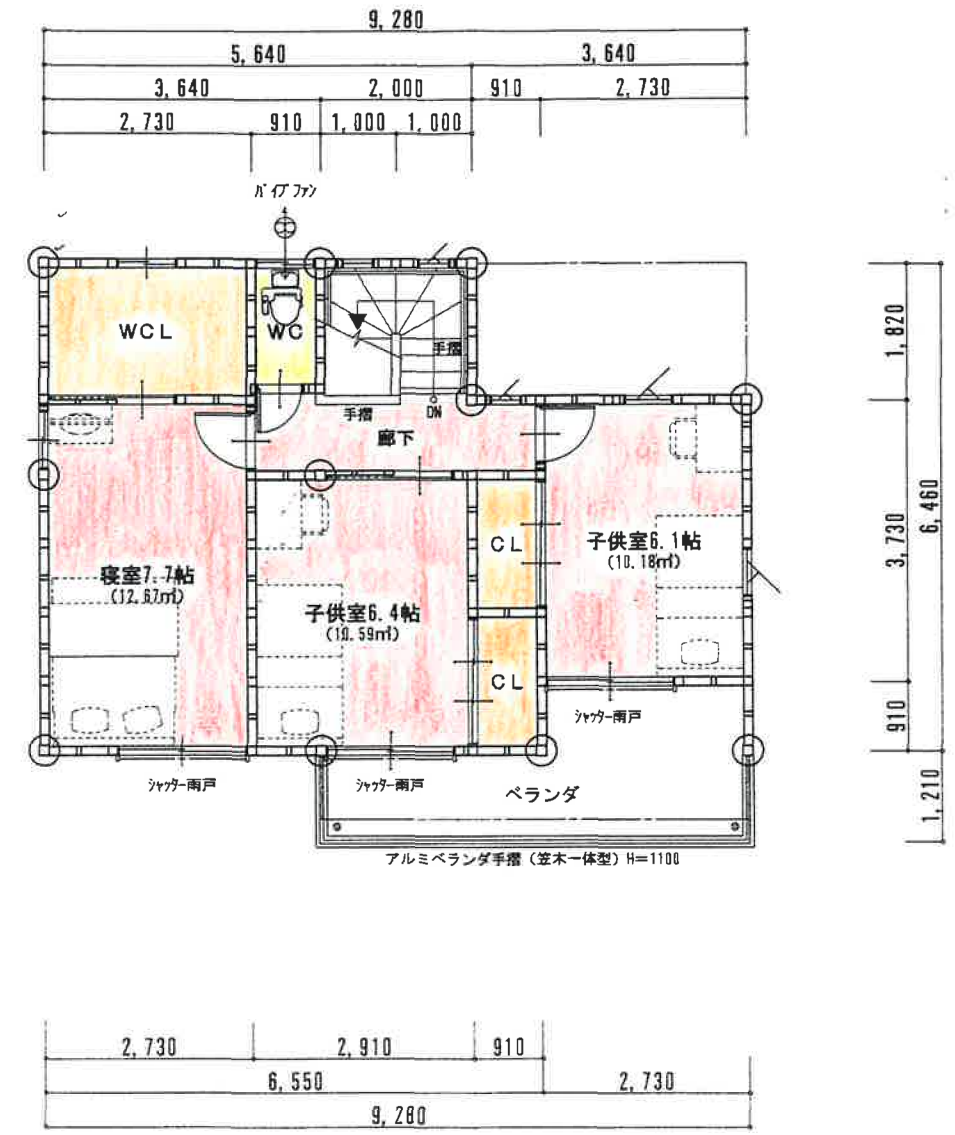 9,280
5,640 3,640
3,640 2,000 910 2,730
2,730 910 1,000 1,000
パイプファン
WCL
WC
手摺
手摺
DN
廊下
1,820
3,730
6,460
910
1,210
CL
子供室6.1帖
(10.18㎡)
寝室7.7帖
(12.67㎡)
子供室6.4帖
(10.59㎡)
CL
シャッター雨戸
シャッター雨戸
シャッター雨戸
ベランダ
アルミベランダ手摺（笠木一体型）H=1100
2,730 2,910 910
6,550 2,730
9,280